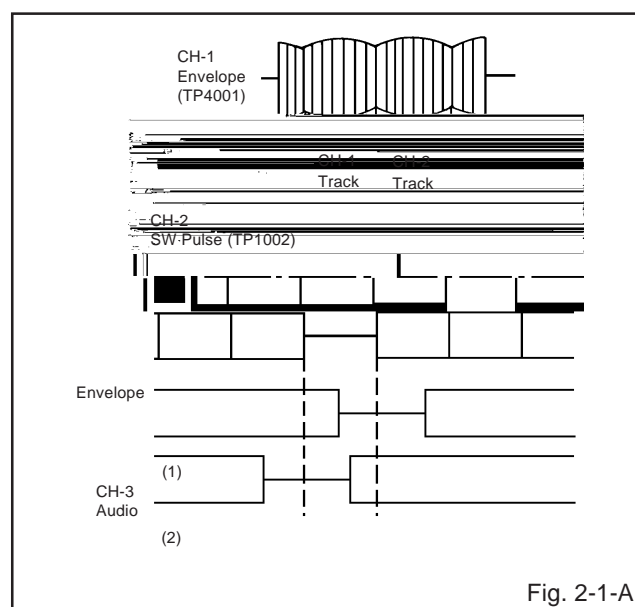 CH-1
Envelope
(TP4001)
CH-1
Track
CH-2
Track
CH-2
SW·Pulse (TP1002)
Envelope
(1)
CH-3
Audio
(2)
Fig. 2-1-A